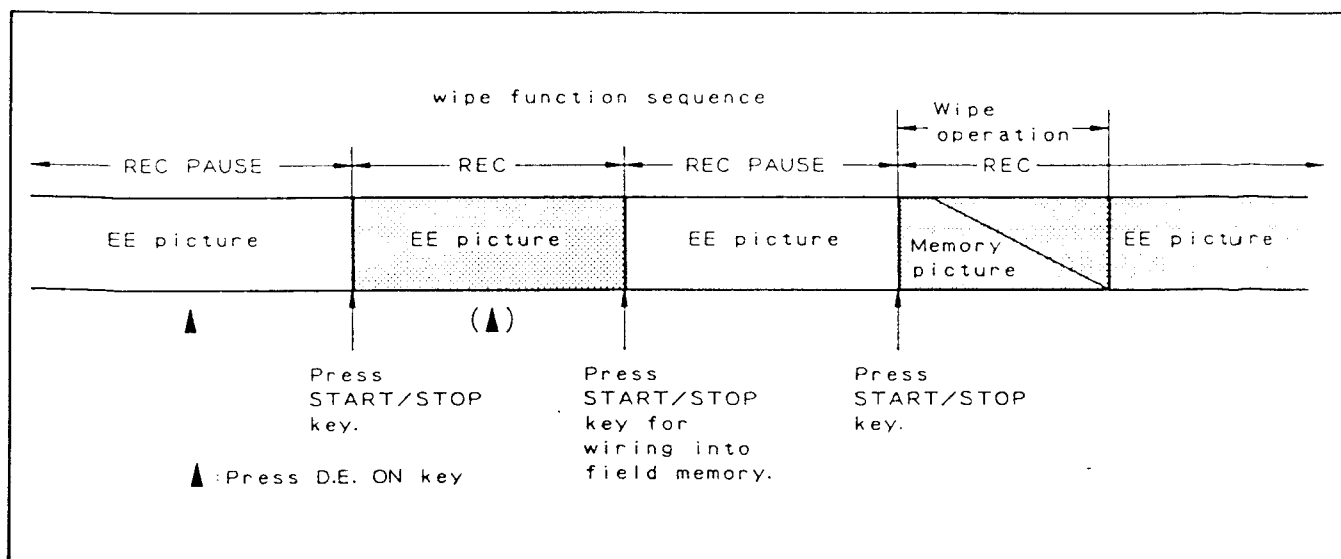 wipe function sequence
Wipe
operation
REC PAUSE
REC
REC PAUSE
REC
EE picture
EE picture
EE picture
Memory
picture
EE picture
(▲)
Press
START/STOP
key.
Press
START/STOP
key for
wiring into
field memory.
Press
START/STOP
key.
▲:Press D.E. ON key